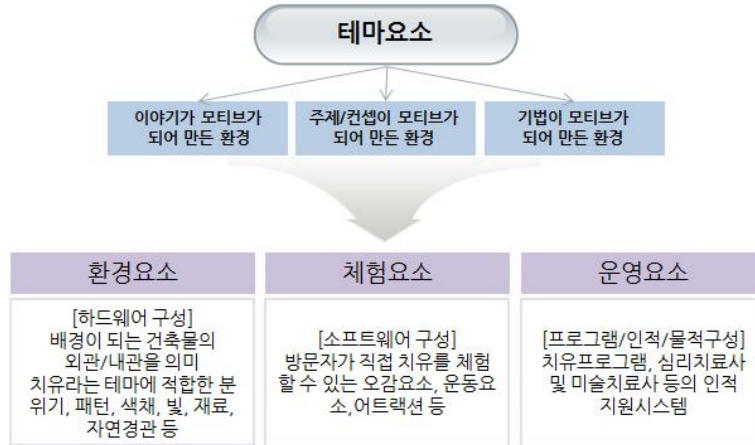 테마요소
이야기가 모티브가
되어 만든 환경
주제/컨셉이 모티브가
되어 만든 환경
기법이 모티브가
되어 만든 환경
환경요소
[하드웨어 구성]
배경이 되는 건축물의
외관/내관을 의미
치유라는 테마에 적합한 분
위기, 패턴, 색채, 빛, 재료,
자연경관 등
체험요소
[소프트웨어 구성]
방문자가 직접 치유를 체험
할 수 있는 오감요소, 운동요
소,어트랙션 등
운영요소
[프로그램/인적/물적구성]
치유프로그램, 심리치료사
및 미술치료사 등의 인적
지원시스템